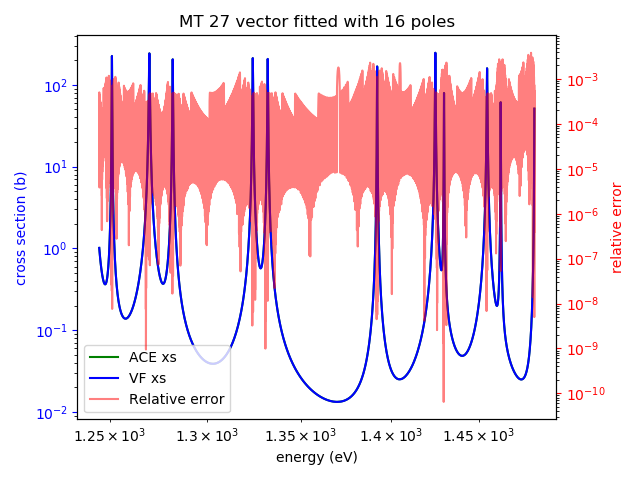 MT 27 vector fitted with 16 poles
cross section (b)
10²
10¹
10⁰
10⁻¹
10⁻²
10⁻³
10⁻⁴
10⁻⁵
10⁻⁶
10⁻⁷
10⁻⁸
10⁻⁹
10⁻¹⁰
relative error
ACE xs
VF xs
Relative error
1.25×10³ 1.3×10³ 1.35×10³ 1.4×10³ 1.45×10³
energy (eV)